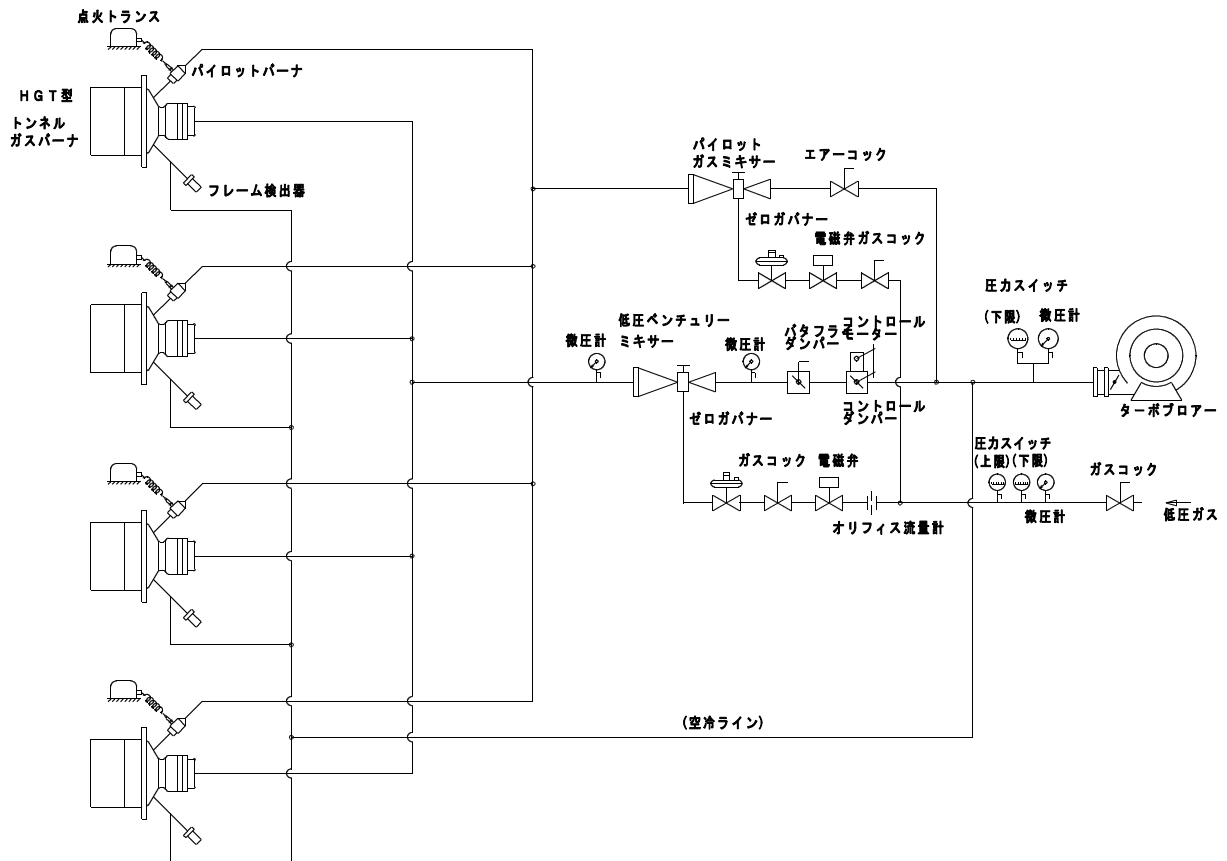 点火トランス
パイロットバーナ
HGT型
トンネル
ガスバーナ
フレーム検出器
パイロット
ガスミキサー
エアーコック
ゼロガバナー
電磁弁ガスコック
圧力スイッチ
(下限)
微圧計
低圧ベンチュリー
ミキサー
微圧計
微圧計
バタフライ
ダンパー
コントロール
モーター
ゼロガバナー
コントロール
ダンパー
ターボブロアー
ガスコック
電磁弁
圧力スイッチ
(上限)(下限)
微圧計
ガスコック
低圧ガス
オリフィス流量計
(空冷ライン)